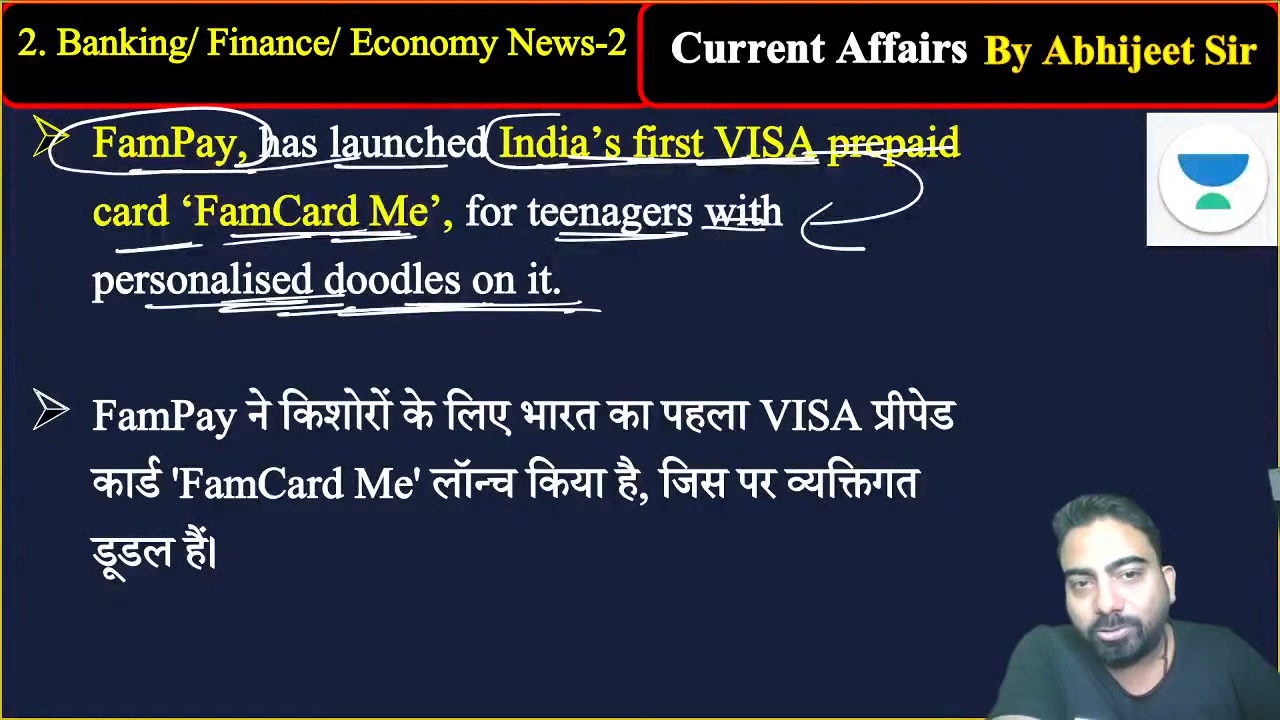 2. Banking/ Finance/ Economy News-2
Current Affairs By Abhijeet Sir
FamPay, has launched India’s first VISA prepaid
card ‘FamCard Me’, for teenagers with
personalised doodles on it.
FamPay ने किशोरों के लिए भारत का पहला VISA प्रीपेड
कार्ड 'FamCard Me' लॉन्च किया है, जिस पर व्यक्तिगत
डूडल हैं।